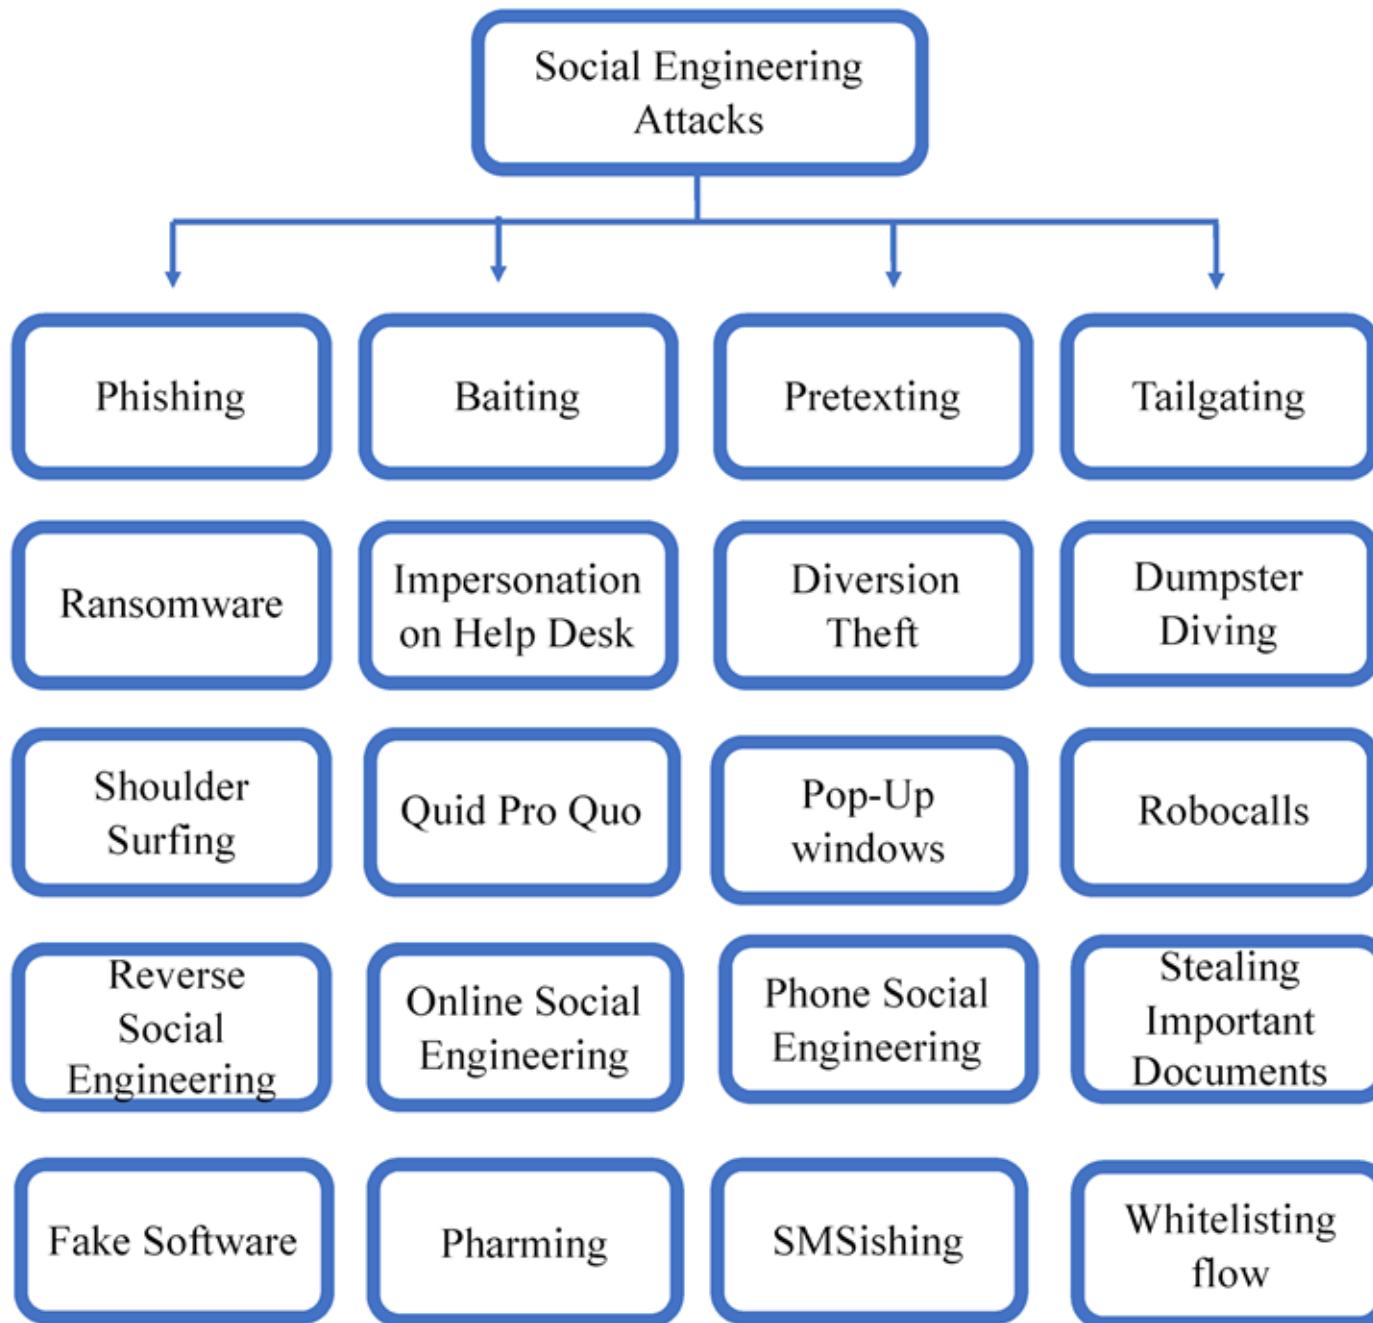 Social Engineering
Attacks
Phishing
Baiting
Pretexting
Tailgating
Ransomware
Impersonation
on Help Desk
Diversion
Theft
Dumpster
Diving
Shoulder
Surfing
Quid Pro Quo
Pop-Up
windows
Robocalls
Reverse
Social
Engineering
Online Social
Engineering
Phone Social
Engineering
Stealing
Important
Documents
Fake Software
Pharming
SMSishing
Whitelisting
flow